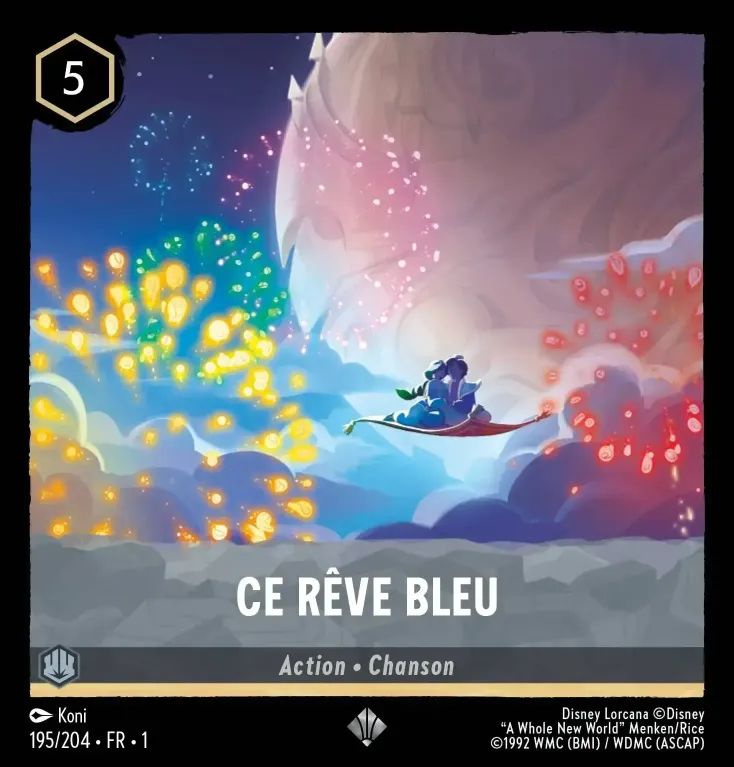 5
CE RÊVE BLEU
Action • Chanson
Koni
195/204 • FR • 1
Disney Lorcana ©Disney
“A Whole New World” Menken/Rice
©1992 WMC (BMI) / WDMC (ASCAP)